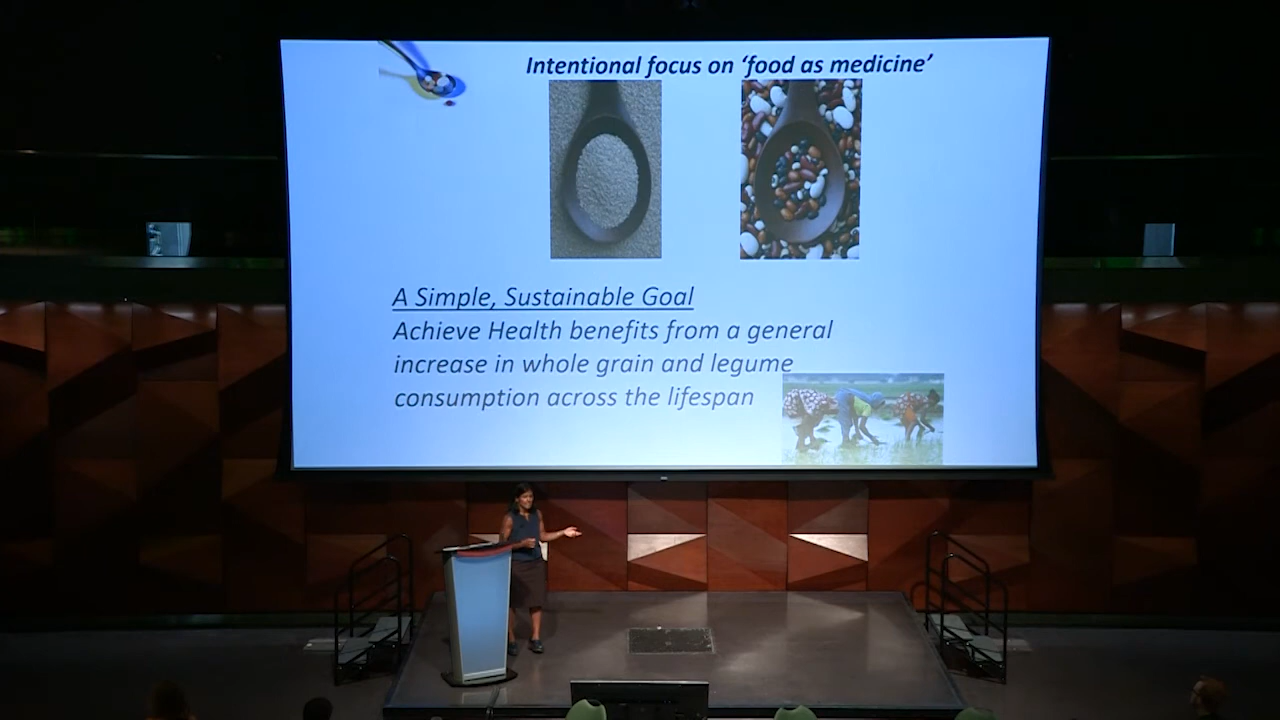 Intentional focus on ‘food as medicine’
A Simple, Sustainable Goal
Achieve Health benefits from a general
increase in whole grain and legume
consumption across the lifespan